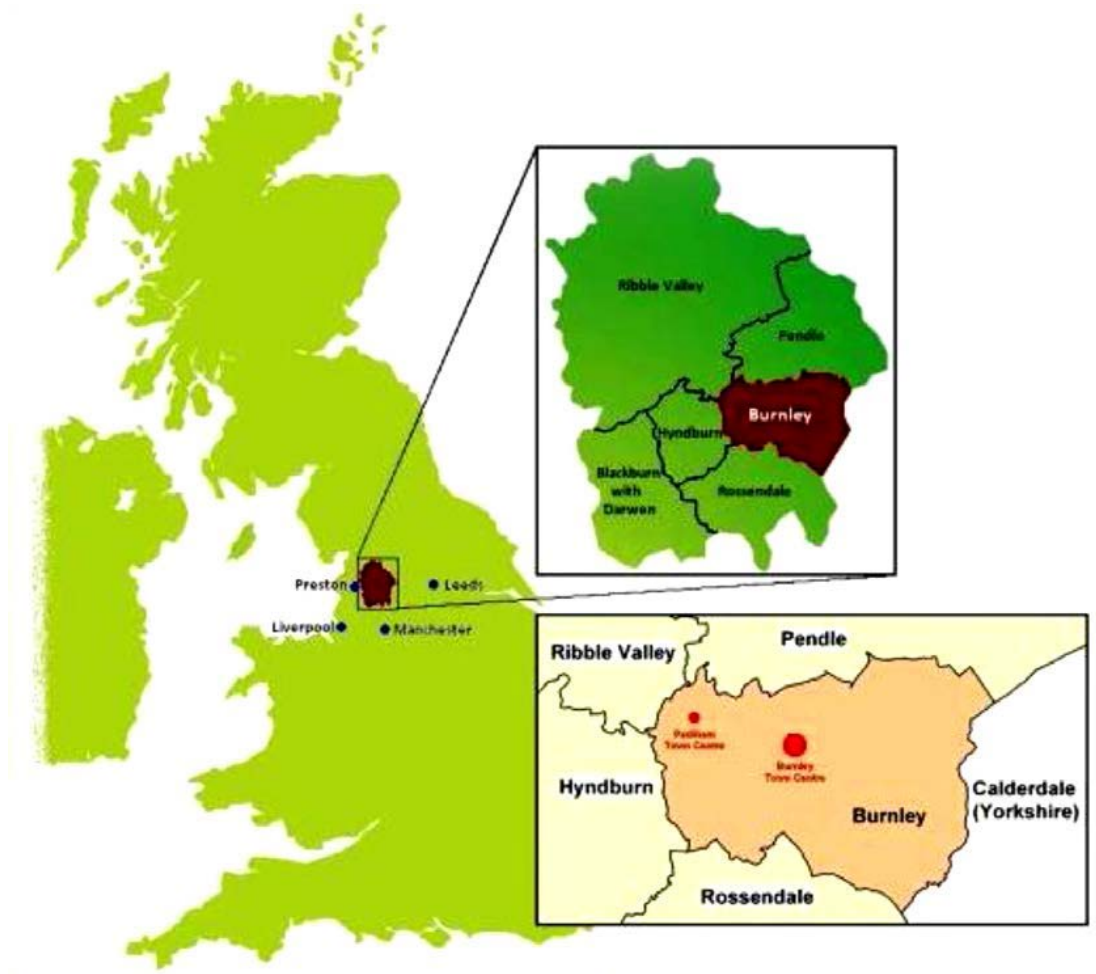 Ribble Valley
Pendle
Burnley
Hyndburn
Blackburn
with
Darwen
Rossendale
Preston
Leeds
Liverpool
Manchester
Ribble Valley
Pendle
Padiham
Town Centre
Burnley
Town Centre
Hyndburn
Calderdale
(Yorkshire)
Burnley
Rossendale